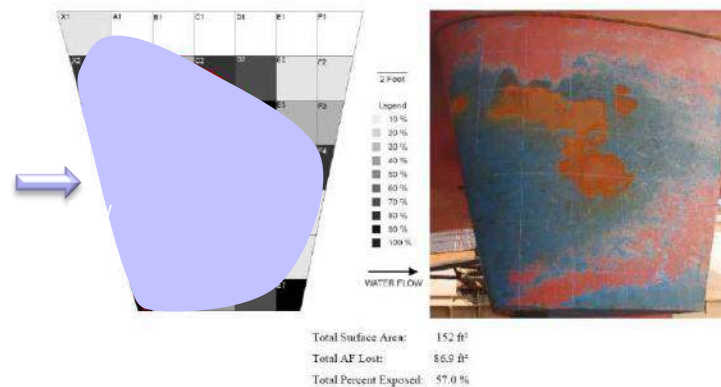 X1 A1 B1 C1 D1 E1 F1
X2 C2 D2 E2 F2
E3 F3
F4
E7
2 Foot
Legend
10 %
20 %
30 %
40 %
50 %
60 %
70 %
80 %
90 %
100 %
WATER FLOW
Total Surface Area: 152 ft²
Total AF Lost: 86.9 ft²
Total Percent Exposed: 57.0 %